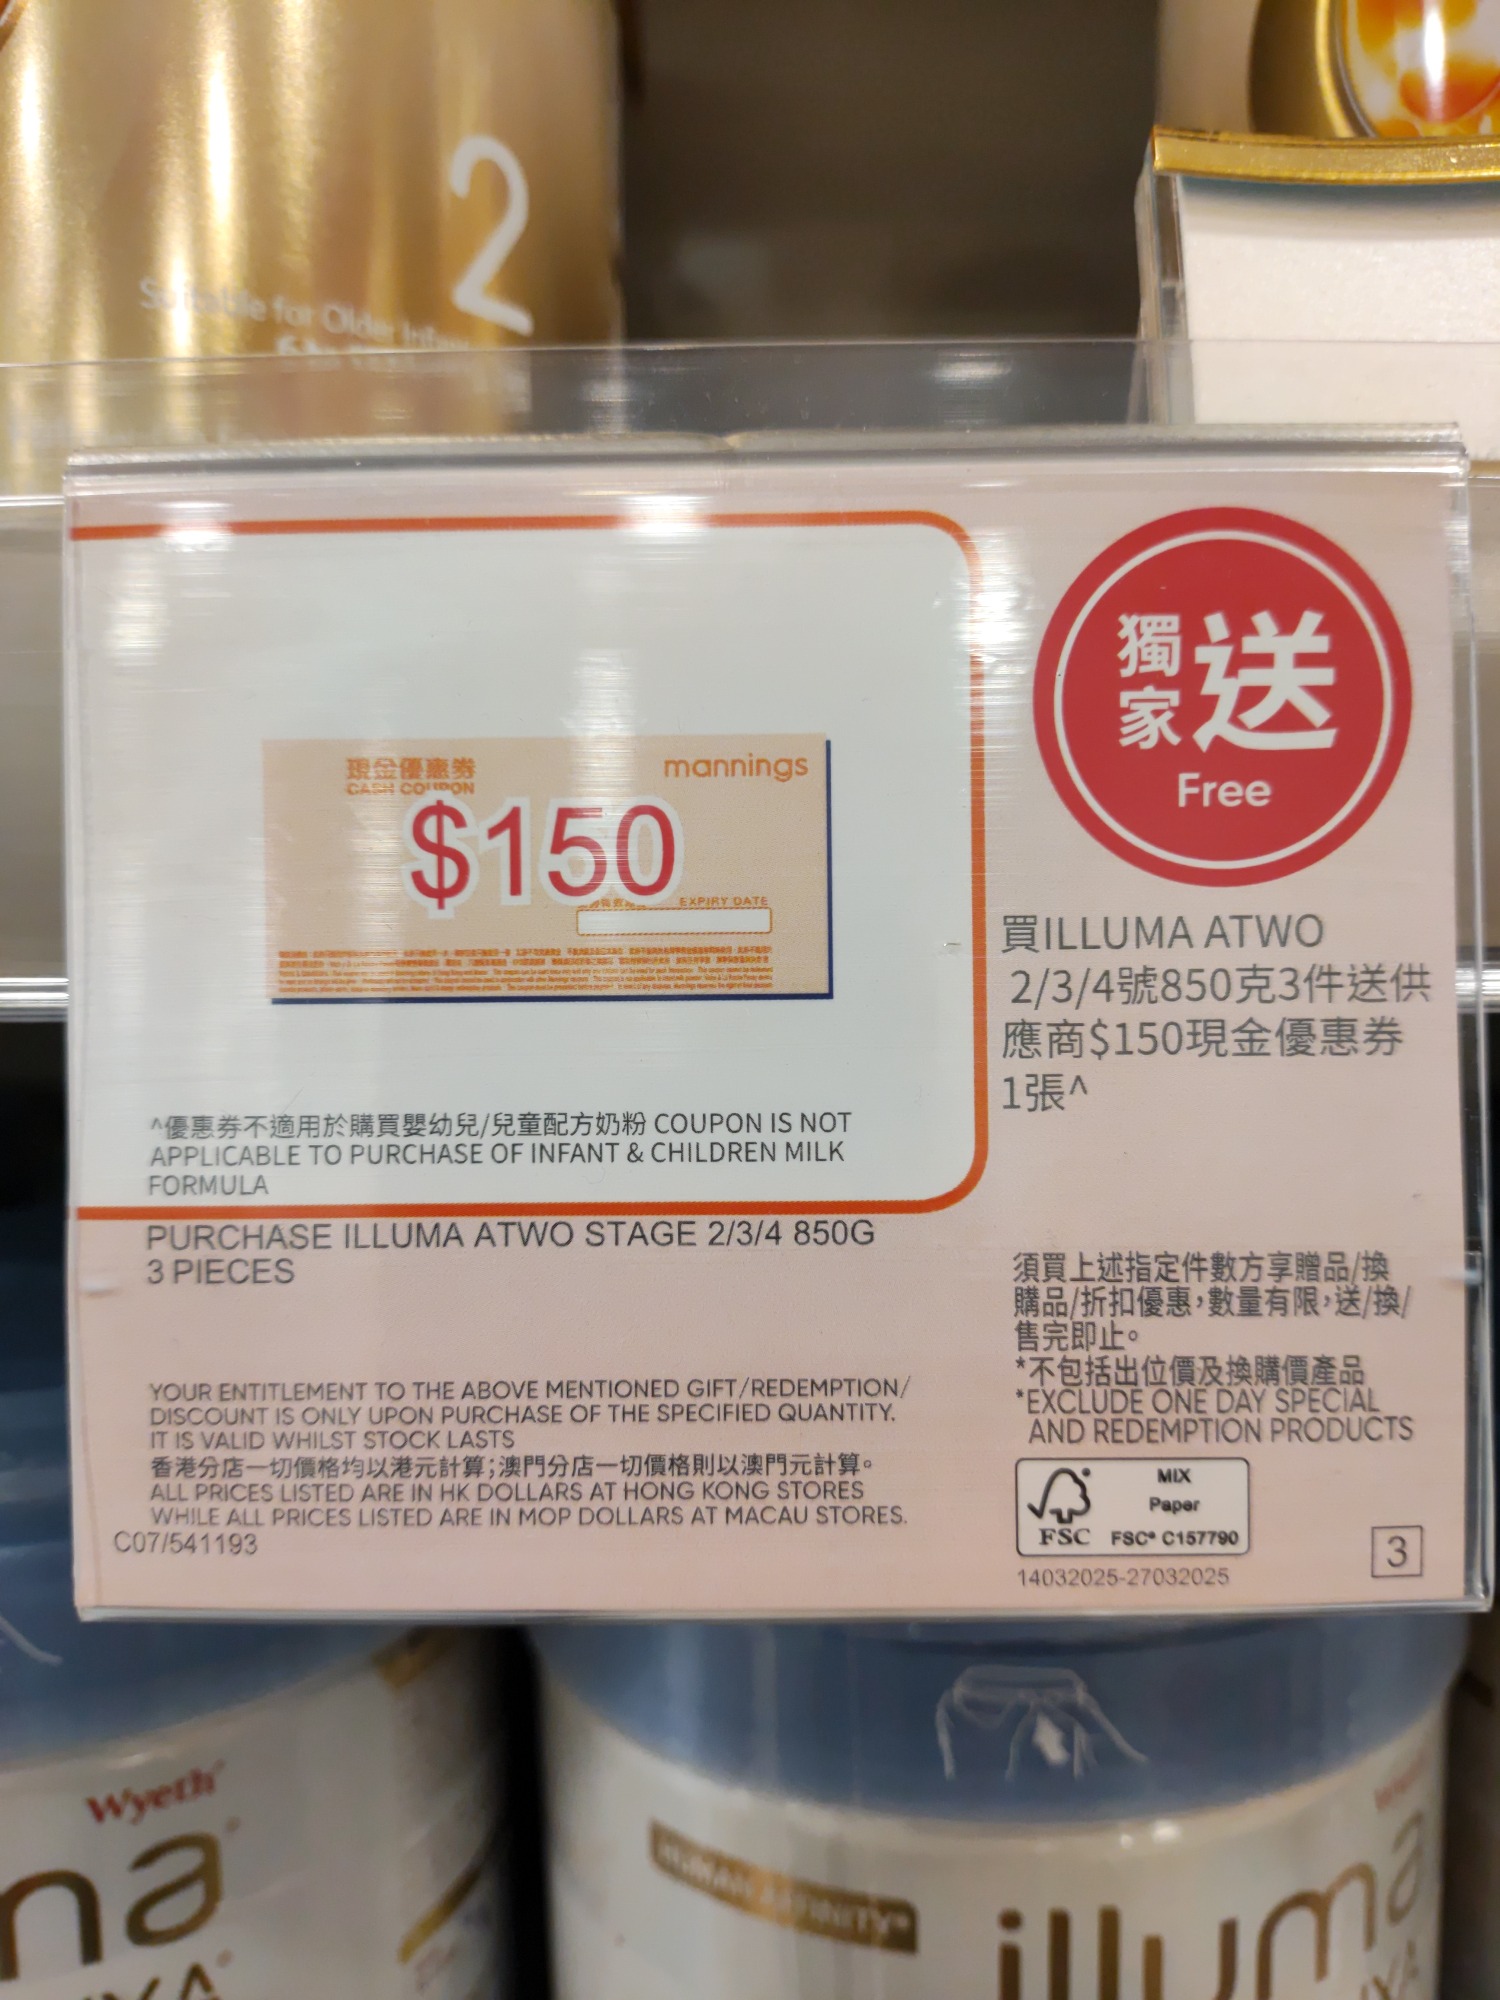 2
Suitable for Older Infants
獨家
送
Free
現金優惠券
mannings
CASH COUPON
$150
EXPIRY DATE
買ILLUMA ATWO
2/3/4號850克3件送供
應商$150現金優惠券
1張^
^優惠券不適用於購買嬰幼兒/兒童配方奶粉 COUPON IS NOT
APPLICABLE TO PURCHASE OF INFANT & CHILDREN MILK
FORMULA
PURCHASE ILLUMA ATWO STAGE 2/3/4 850G
3 PIECES
須買上述指定件數方享贈品/換
購品/折扣優惠，數量有限，送/換/
售完即止。
*不包括出位價及換購價產品
*EXCLUDE ONE DAY SPECIAL
AND REDEMPTION PRODUCTS
YOUR ENTITLEMENT TO THE ABOVE MENTIONED GIFT/REDEMPTION/
DISCOUNT IS ONLY UPON PURCHASE OF THE SPECIFIED QUANTITY.
IT IS VALID WHILST STOCK LASTS
香港分店一切價格均以港元計算；澳門分店一切價格則以澳門元計算。
ALL PRICES LISTED ARE IN HK DOLLARS AT HONG KONG STORES
WHILE ALL PRICES LISTED ARE IN MOP DOLLARS AT MACAU STORES.
C07/541193
MIX
Paper
FSC
FSC® C157790
14032025-27032025
3
Wyeth
na
HUMAN AFFINITY
illuma